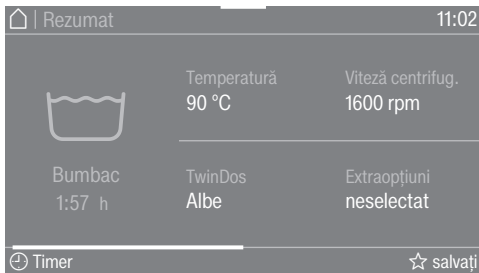 | Rezumat 11:02
Temperatură Viteză centrifug.
90 °C 1600 rpm
Bumbac TwinDos Extraopțiuni
1:57 h Albe neselectat
Timer salvați